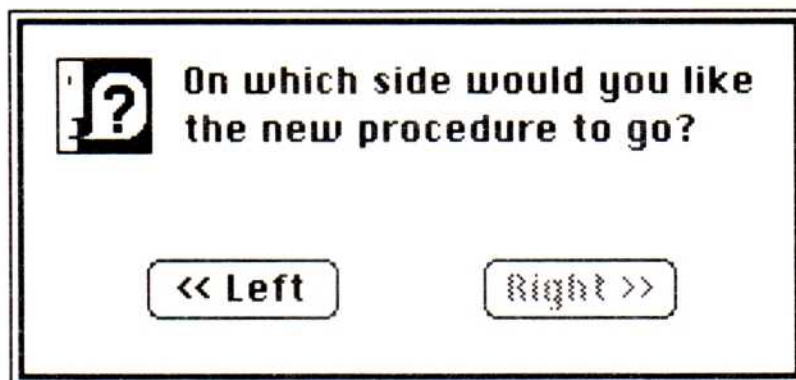 On which side would you like
the new procedure to go?
<< Left
Right >>